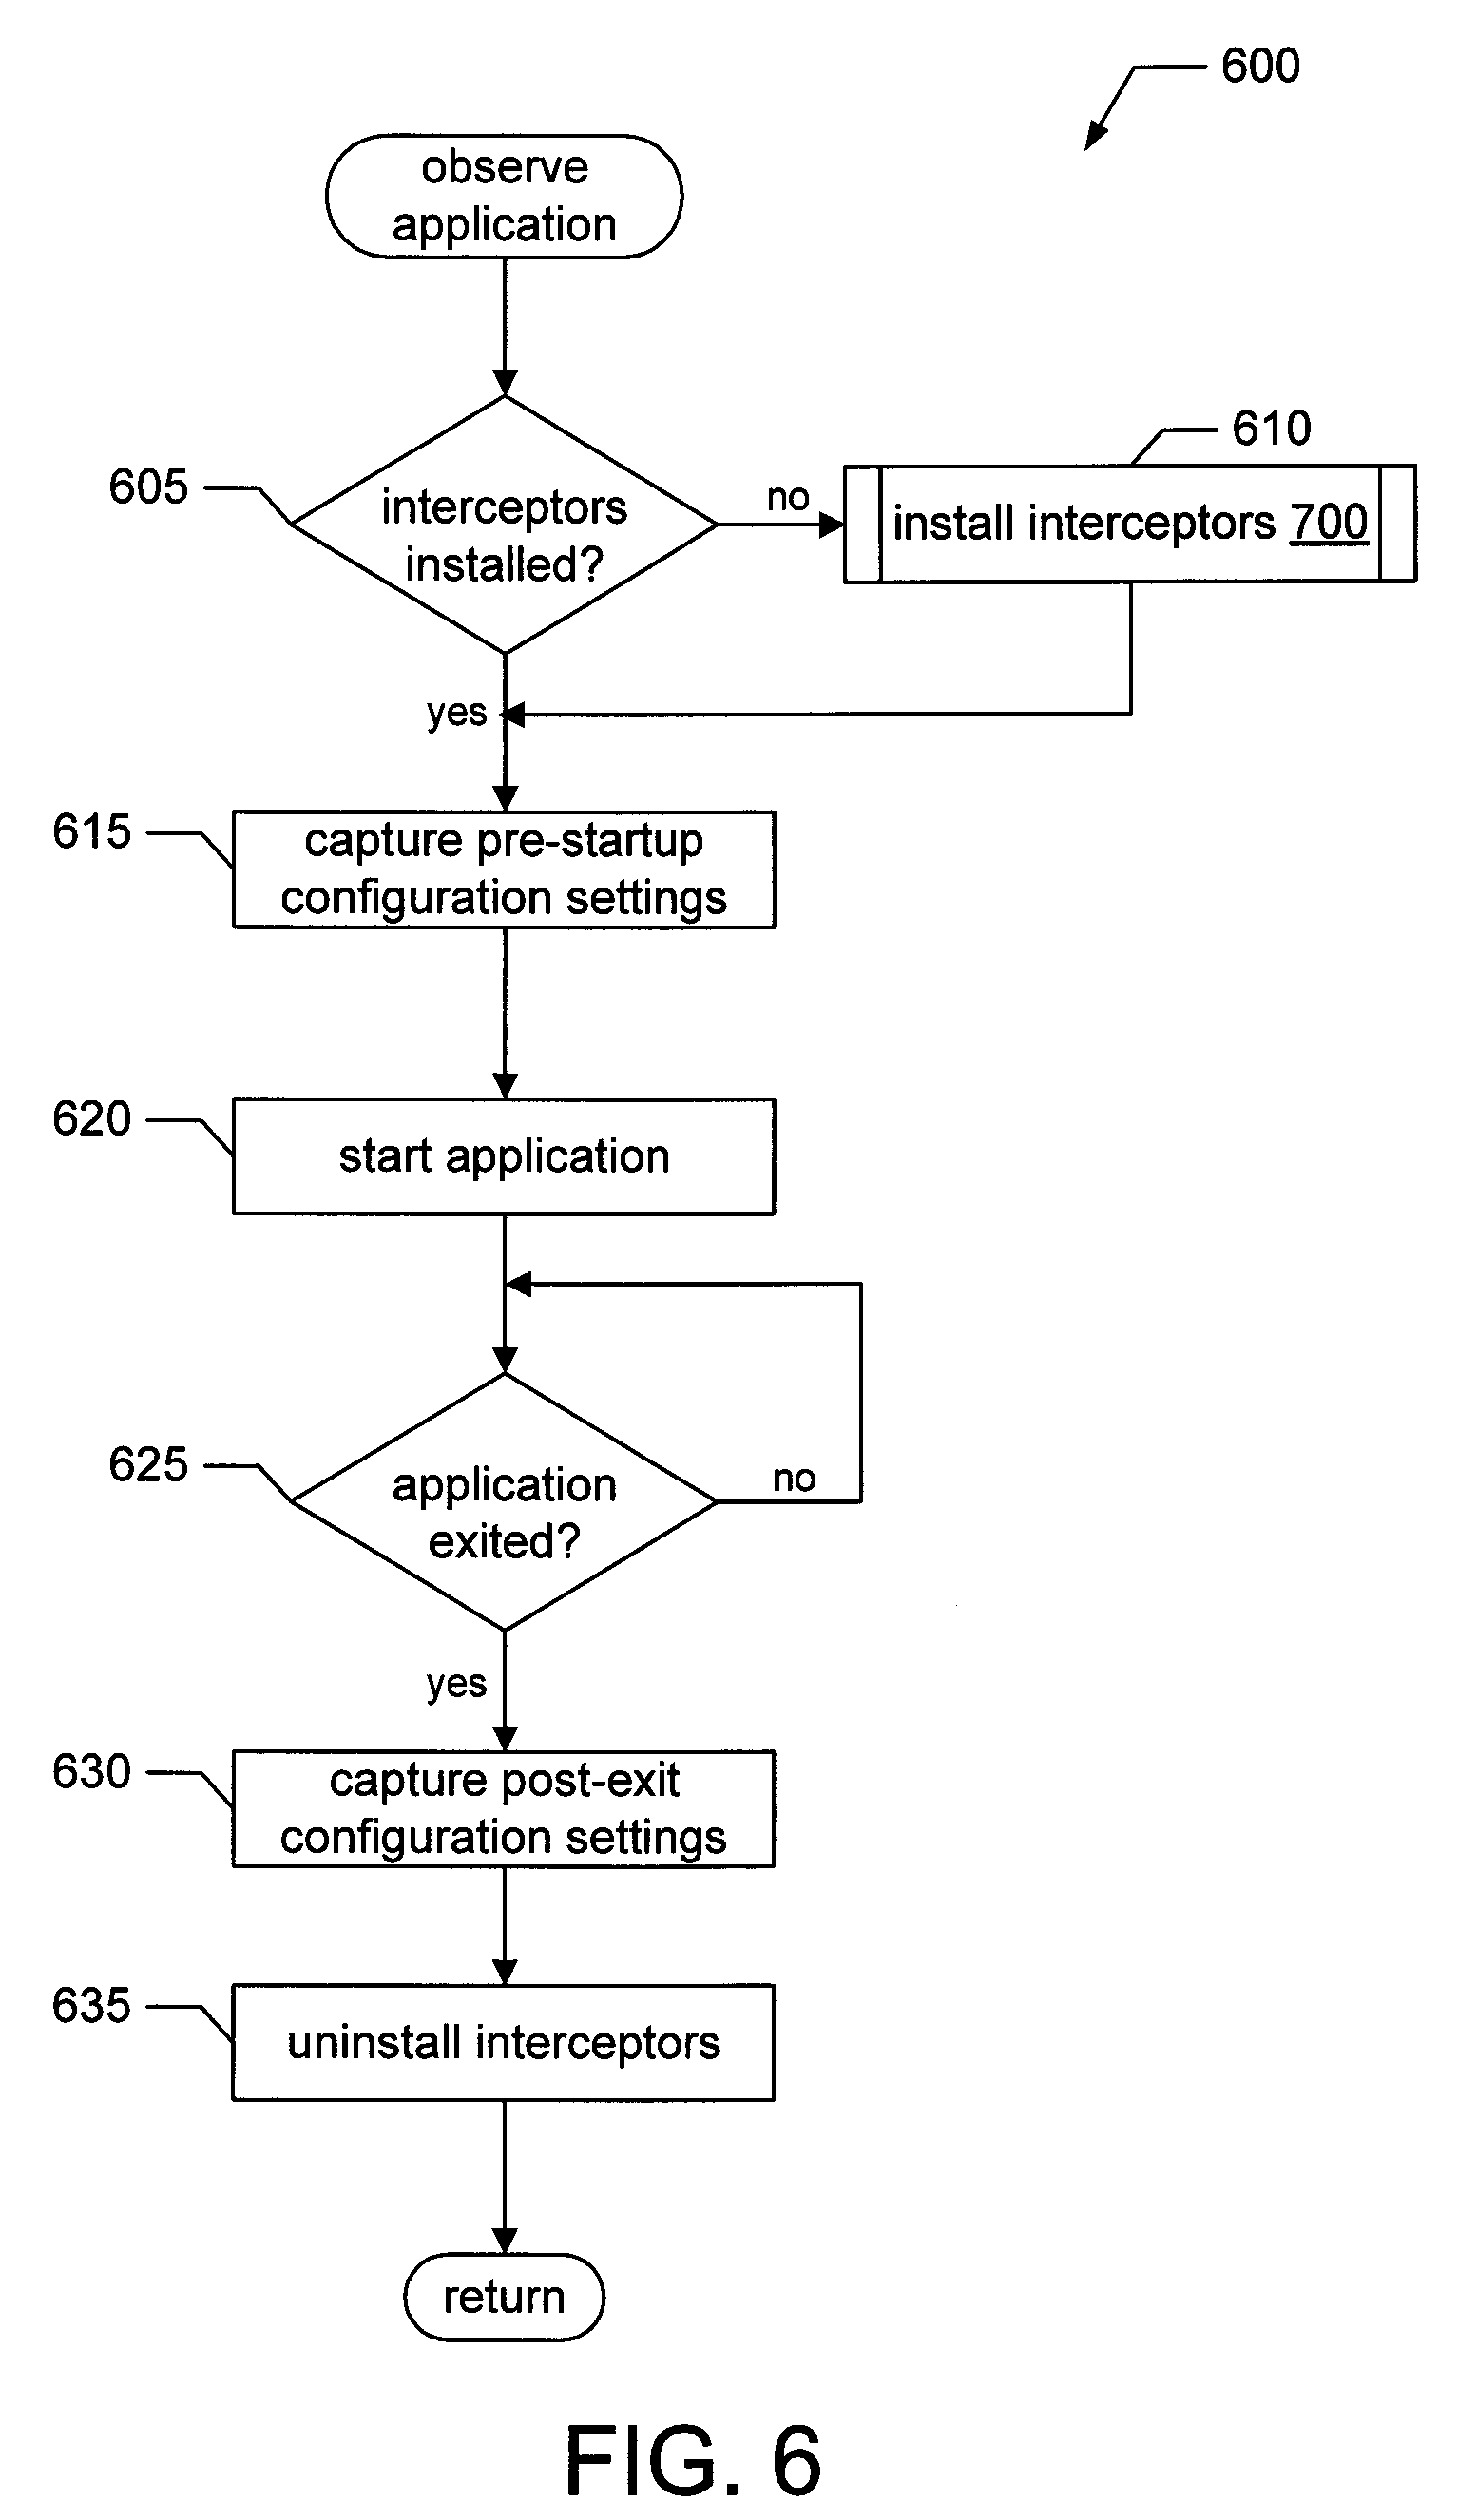 600
observe
application
610
605
interceptors
installed?
no
install interceptors 700
yes
615
capture pre-startup
configuration settings
620
start application
625
application
exited?
no
yes
630
capture post-exit
configuration settings
635
uninstall interceptors
return
FIG. 6